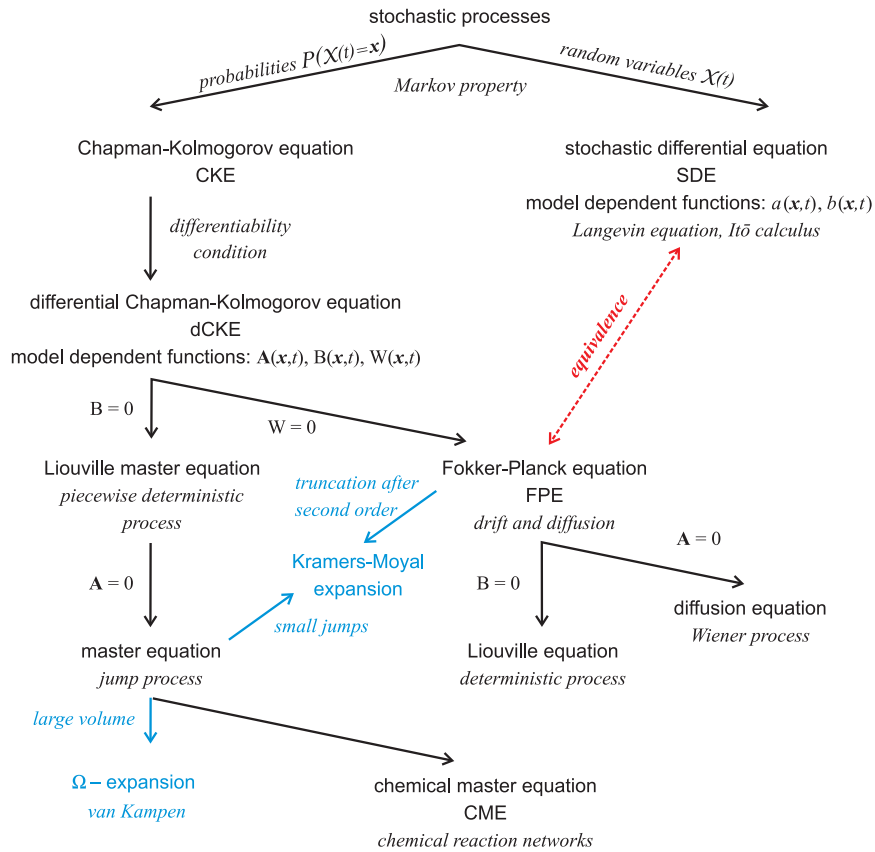 stochastic processes
probabilities P(X(t)=x)
random variables X(t)
Markov property
Chapman-Kolmogorov equation
CKE
stochastic differential equation
SDE
model dependent functions: a(x,t), b(x,t)
Langevin equation, Itō calculus
differentiability
condition
equivalence
differential Chapman-Kolmogorov equation
dCKE
model dependent functions: A(x,t), B(x,t), W(x,t)
B = 0
W = 0
Liouville master equation
piecewise deterministic
process
Fokker-Planck equation
FPE
drift and diffusion
truncation after
second order
Kramers-Moyal
expansion
small jumps
A = 0
B = 0
A = 0
diffusion equation
Wiener process
master equation
jump process
Liouville equation
deterministic process
large volume
Ω – expansion
van Kampen
chemical master equation
CME
chemical reaction networks